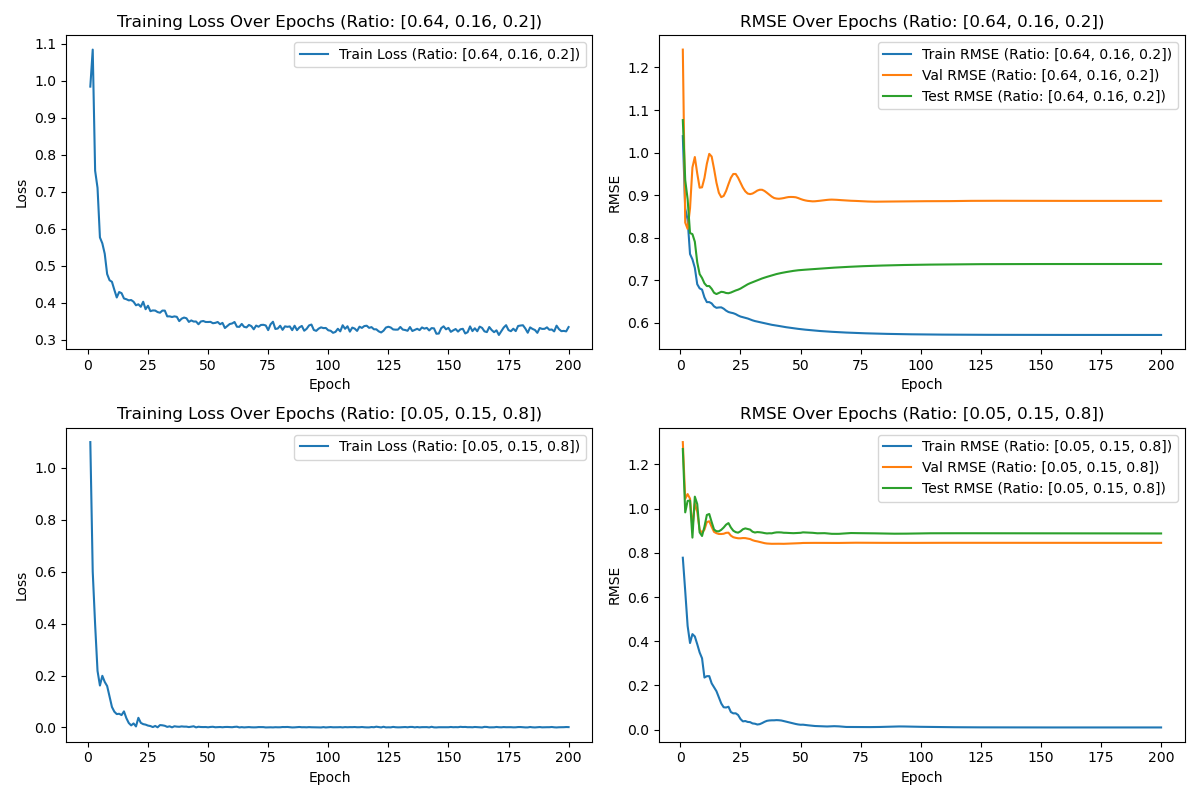 Training Loss Over Epochs (Ratio: [0.64, 0.16, 0.2])
Train Loss (Ratio: [0.64, 0.16, 0.2])
Loss
1.1
1.0
0.9
0.8
0.7
0.6
0.5
0.4
0.3
0 25 50 75 100 125 150 175 200
Epoch
RMSE Over Epochs (Ratio: [0.64, 0.16, 0.2])
Train RMSE (Ratio: [0.64, 0.16, 0.2])
Val RMSE (Ratio: [0.64, 0.16, 0.2])
Test RMSE (Ratio: [0.64, 0.16, 0.2])
RMSE
1.2
1.1
1.0
0.9
0.8
0.7
0.6
0 25 50 75 100 125 150 175 200
Epoch
Training Loss Over Epochs (Ratio: [0.05, 0.15, 0.8])
Train Loss (Ratio: [0.05, 0.15, 0.8])
Loss
1.0
0.8
0.6
0.4
0.2
0.0
0 25 50 75 100 125 150 175 200
Epoch
RMSE Over Epochs (Ratio: [0.05, 0.15, 0.8])
Train RMSE (Ratio: [0.05, 0.15, 0.8])
Val RMSE (Ratio: [0.05, 0.15, 0.8])
Test RMSE (Ratio: [0.05, 0.15, 0.8])
RMSE
1.2
1.0
0.8
0.6
0.4
0.2
0.0
0 25 50 75 100 125 150 175 200
Epoch